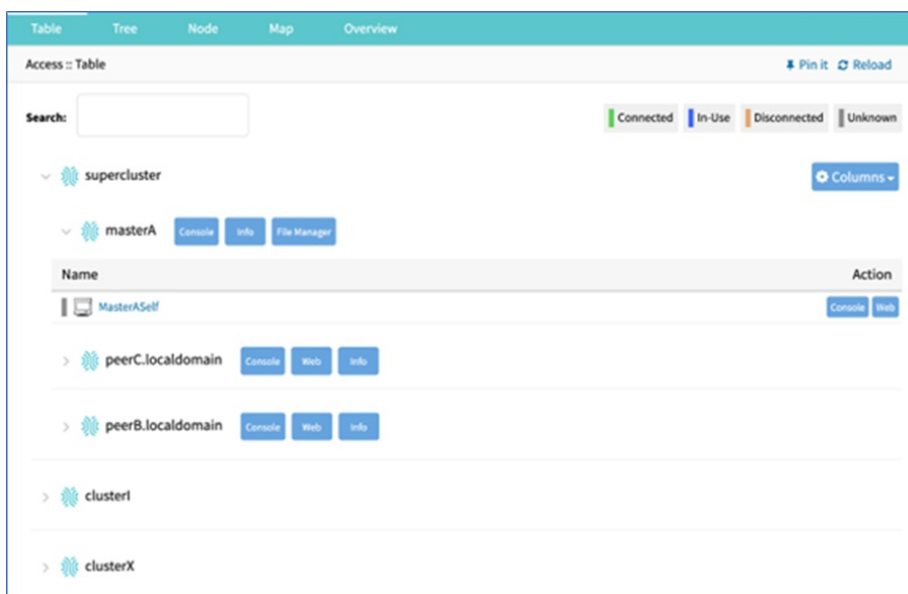 Table Tree Node Map Overview
Access :: Table Pin it Reload
Search: Connected In-Use Disconnected Unknown
supercluster Columns
masterA Console Info File Manager
Name Action
MasterASelf Console Web
peerC.localdomain Console Web Info
peerB.localdomain Console Web Info
clusterI
clusterX